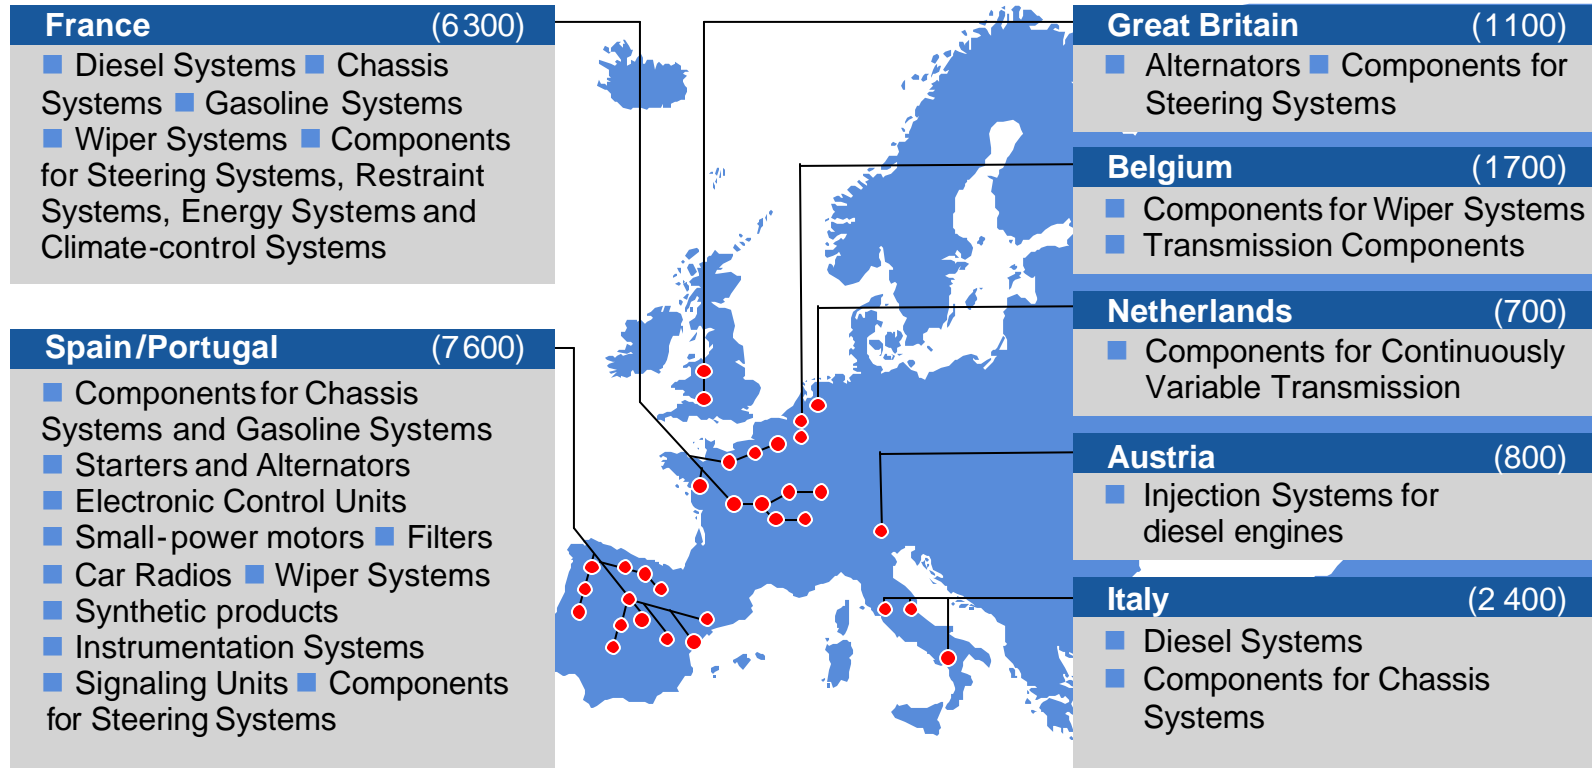 France (6300)
■ Diesel Systems ■ Chassis
Systems ■ Gasoline Systems
■ Wiper Systems ■ Components
for Steering Systems, Restraint
Systems, Energy Systems and
Climate-control Systems
Spain/Portugal (7600)
■ Components for Chassis
Systems and Gasoline Systems
■ Starters and Alternators
■ Electronic Control Units
■ Small-power motors ■ Filters
■ Car Radios ■ Wiper Systems
■ Synthetic products
■ Instrumentation Systems
■ Signaling Units ■ Components
for Steering Systems
Great Britain (1100)
■ Alternators ■ Components for
Steering Systems
Belgium (1700)
■ Components for Wiper Systems
■ Transmission Components
Netherlands (700)
■ Components for Continuously
Variable Transmission
Austria (800)
■ Injection Systems for
diesel engines
Italy (2 400)
■ Diesel Systems
■ Components for Chassis
Systems